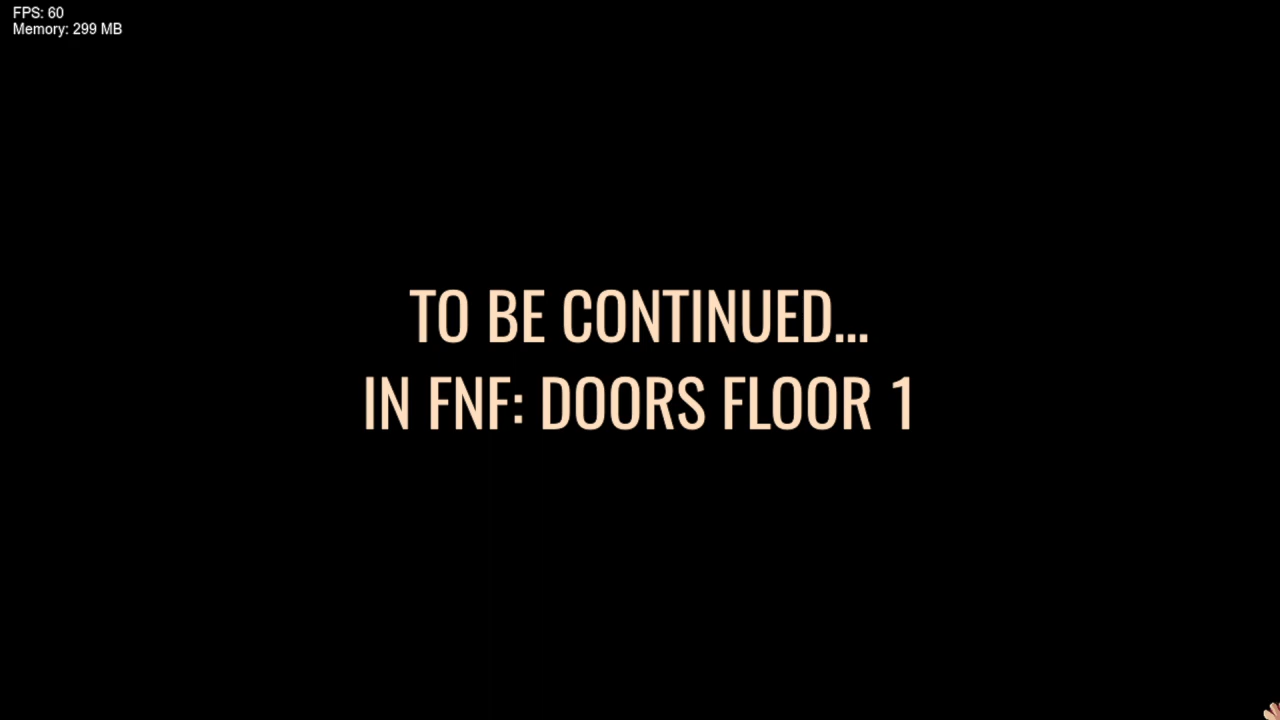 FPS: 60
Memory: 299 MB
TO BE CONTINUED...
IN FNF: DOORS FLOOR 1